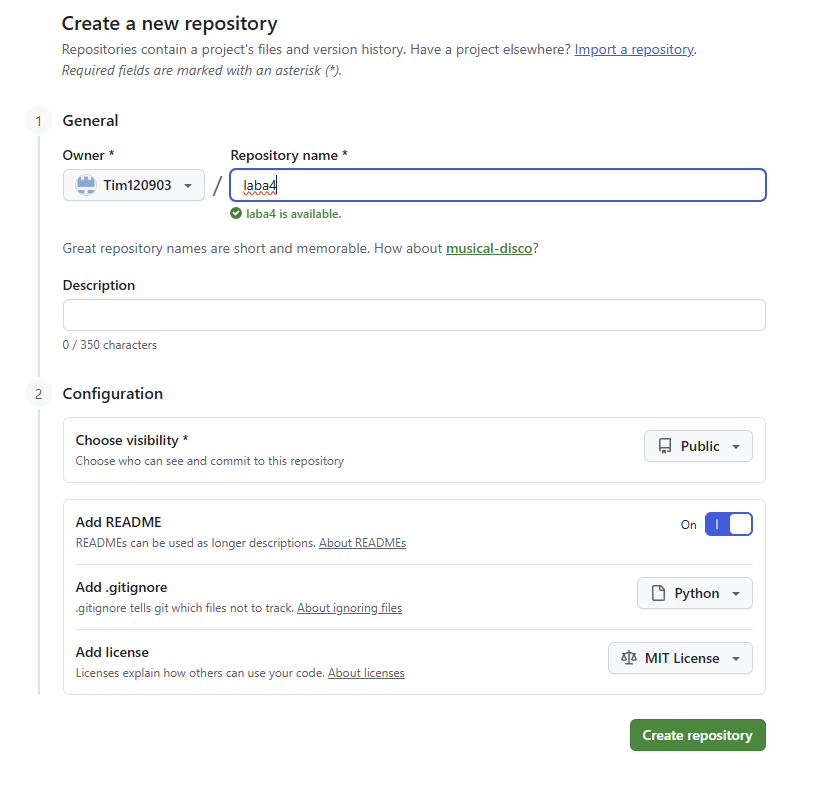 Create a new repository
Repositories contain a project's files and version history. Have a project elsewhere? Import a repository.
Required fields are marked with an asterisk (*).
1 General
Owner * Repository name *
Tim120903 / laba4
laba4 is available.
Great repository names are short and memorable. How about musical-disco?
Description
0 / 350 characters
2 Configuration
Choose visibility *
Choose who can see and commit to this repository
Public
Add README
READMEs can be used as longer descriptions. About READMEs
On
Add .gitignore
.gitignore tells git which files not to track. About ignoring files
Python
Add license
Licenses explain how others can use your code. About licenses
MIT License
Create repository